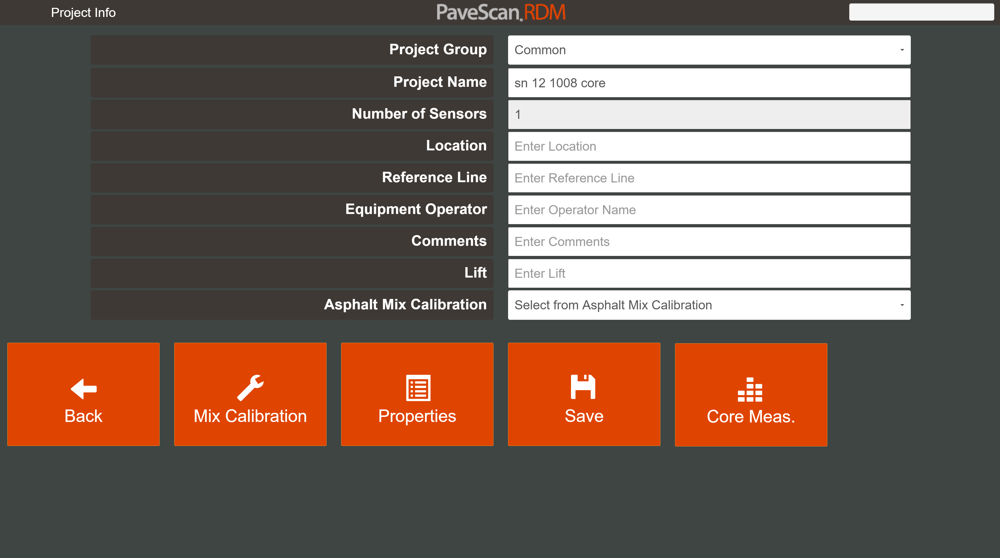 Project Info
PaveScan® RDM
Project Group
Common
Project Name
sn 12 1008 core
Number of Sensors
1
Location
Enter Location
Reference Line
Enter Reference Line
Equipment Operator
Enter Operator Name
Comments
Enter Comments
Lift
Enter Lift
Asphalt Mix Calibration
Select from Asphalt Mix Calibration
Back
Mix Calibration
Properties
Save
Core Meas.